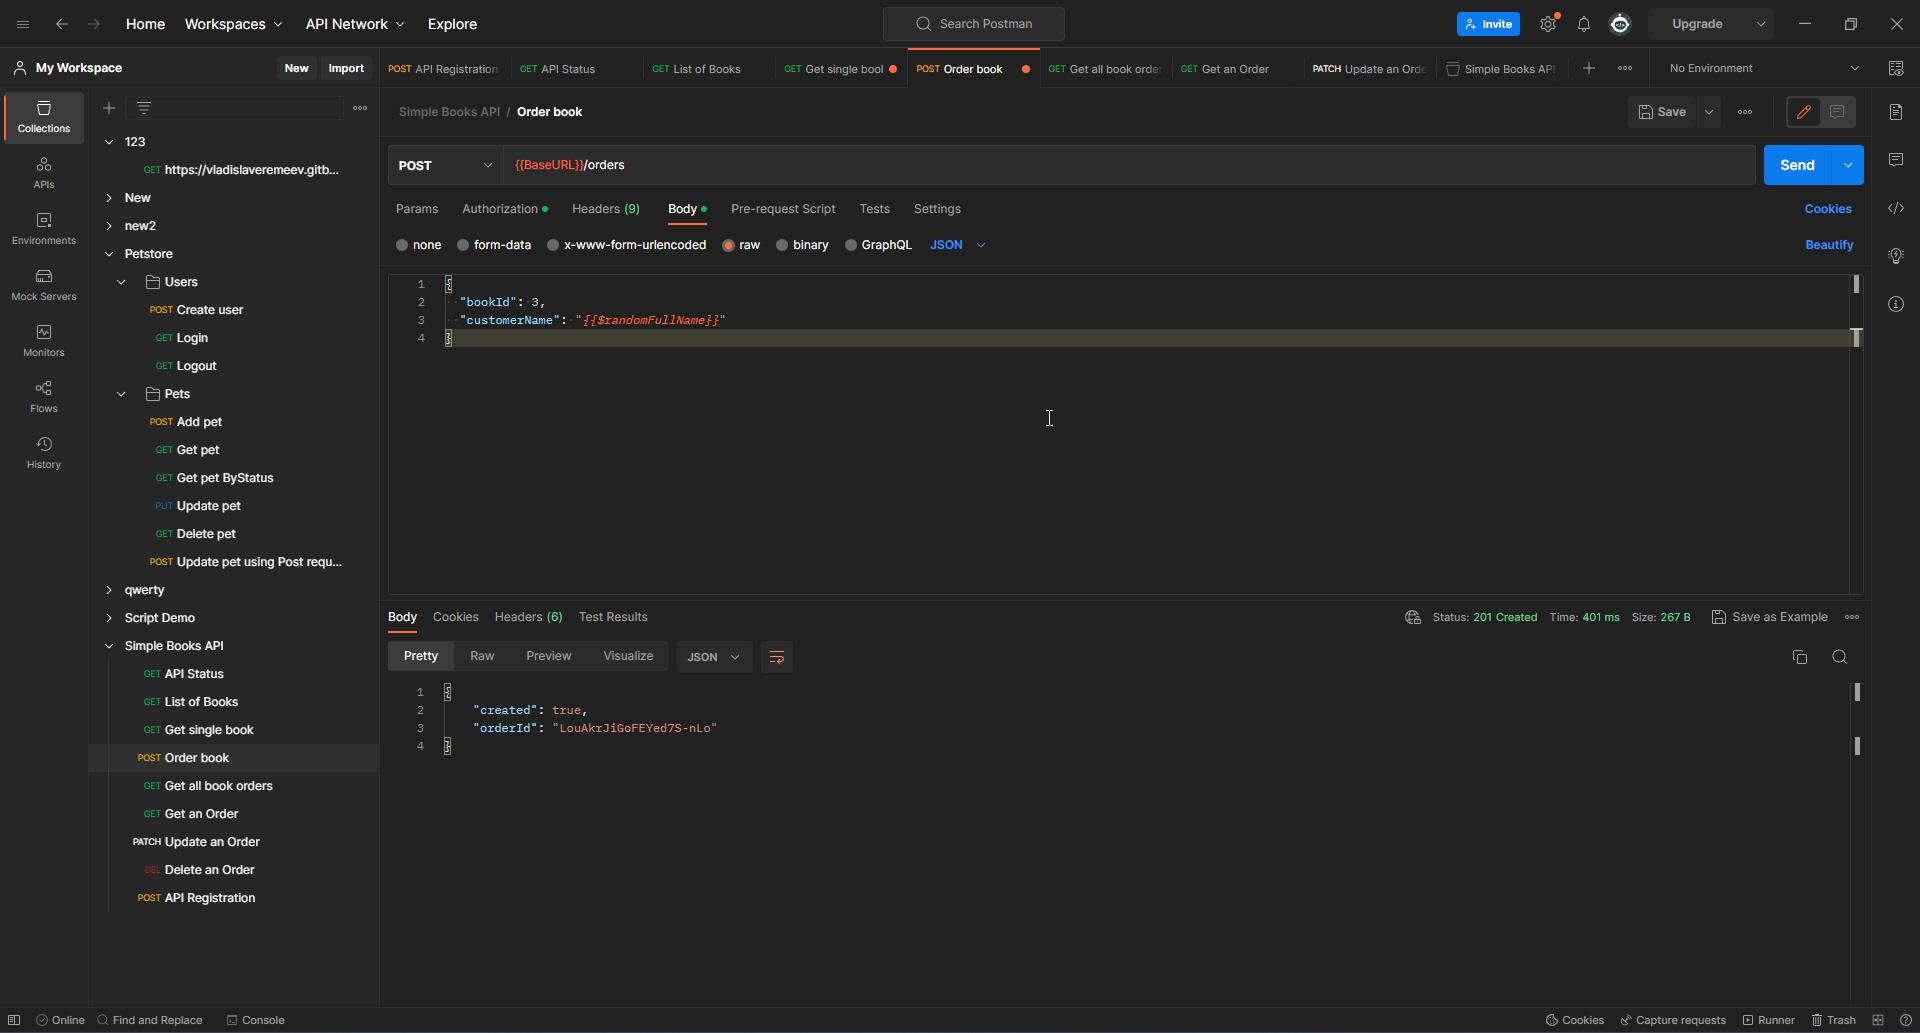 Home Workspaces API Network Explore Search Postman Invite Upgrade
My Workspace New Import POST API Registration GET API Status GET List of Books GET Get single bool POST Order book GET Get all book orde GET Get an Order PATCH Update an Orde Simple Books API No Environment
Collections
APIs
Environments
Mock Servers
Monitors
Flows
History
123
GET https://vladislaveremeev.gitb...
New
new2
Petstore
Users
POST Create user
GET Login
GET Logout
Pets
POST Add pet
GET Get pet
GET Get pet ByStatus
PUT Update pet
GET Delete pet
POST Update pet using Post requ...
qwerty
Script Demo
Simple Books API
GET API Status
GET List of Books
GET Get single book
POST Order book
GET Get all book orders
GET Get an Order
PATCH Update an Order
DEL Delete an Order
POST API Registration
Simple Books API / Order book Save
POST {{BaseURL}}/orders Send
Params Authorization Headers (9) Body Pre-request Script Tests Settings Cookies
none form-data x-www-form-urlencoded raw binary GraphQL JSON Beautify
1 {
2 "bookId": 3,
3 "customerName": "{{$randomFullName}}"
4 }
Body Cookies Headers (6) Test Results Status: 201 Created Time: 401 ms Size: 267 B Save as Example
Pretty Raw Preview Visualize JSON
1 {
2 "created": true,
3 "orderId": "LouAkrJiGoFEYed7S-nLo"
4 }
Online Find and Replace Console Cookies Capture requests Runner Trash